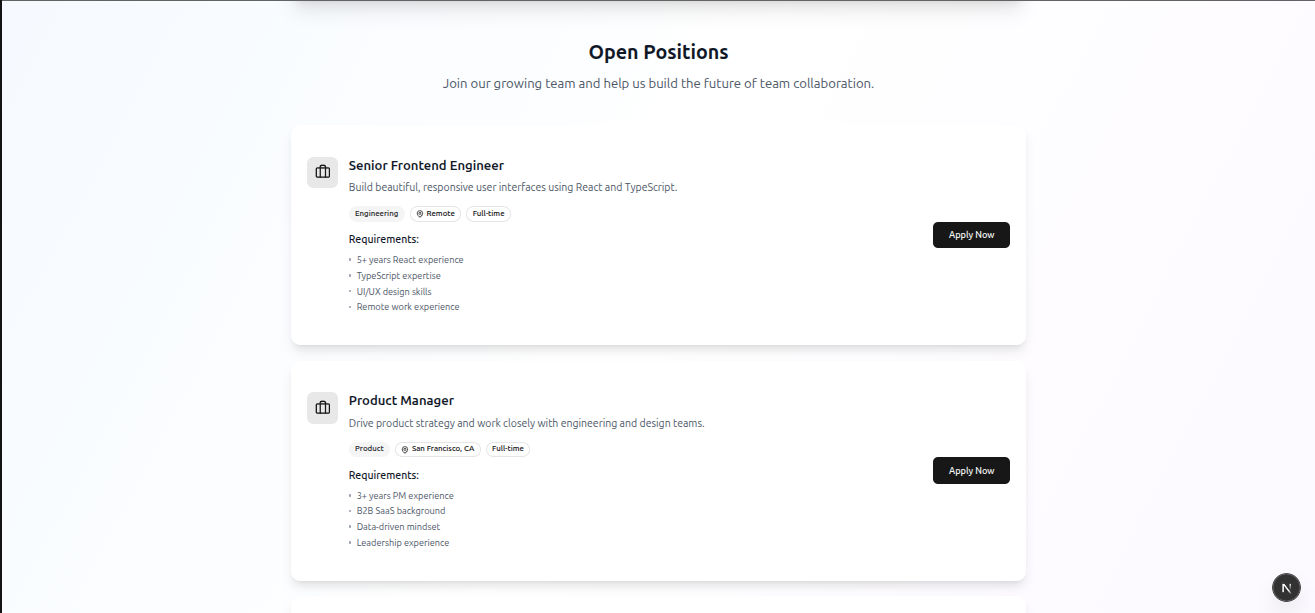 Open Positions
Join our growing team and help us build the future of team collaboration.
Senior Frontend Engineer
Build beautiful, responsive user interfaces using React and TypeScript.
Engineering Remote Full-time
Requirements:
• 5+ years React experience
• TypeScript expertise
• UI/UX design skills
• Remote work experience
Apply Now
Product Manager
Drive product strategy and work closely with engineering and design teams.
Product San Francisco, CA Full-time
Requirements:
• 3+ years PM experience
• B2B SaaS background
• Data-driven mindset
• Leadership experience
Apply Now
N